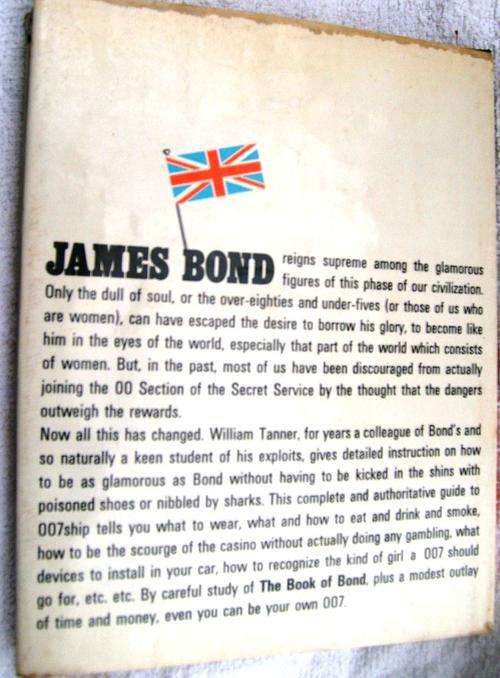 JAMES BOND reigns supreme among the glamorous
figures of this phase of our civilization.
Only the dull of soul, or the over-eighties and under-fives (or those of us who
are women), can have escaped the desire to borrow his glory, to become like
him in the eyes of the world, especially that part of the world which consists
of women. But, in the past, most of us have been discouraged from actually
joining the 00 Section of the Secret Service by the thought that the dangers
outweigh the rewards.
Now all this has changed. William Tanner, for years a colleague of Bond's and
so naturally a keen student of his exploits, gives detailed instruction on how
to be as glamorous as Bond without having to be kicked in the shins with
poisoned shoes or nibbled by sharks. This complete and authoritative guide to
007ship tells you what to wear, what and how to eat and drink and smoke,
how to be the scourge of the casino without actually doing any gambling, what
devices to install in your car, how to recognize the kind of girl a 007 should
go for, etc. etc. By careful study of The Book of Bond, plus a modest outlay
of time and money, even you can be your own 007.